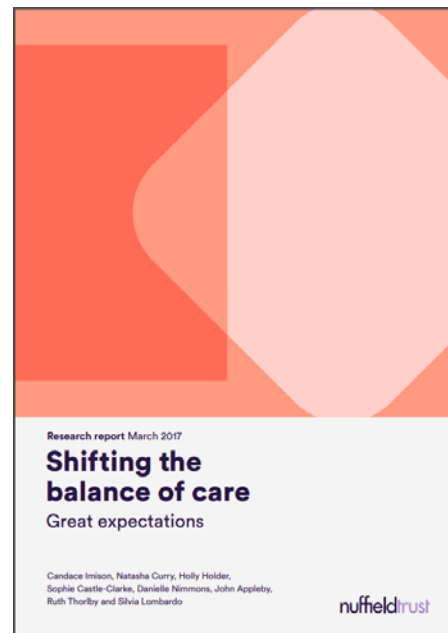 Research report March 2017
Shifting the
balance of care
Great expectations
Candace Imison, Natasha Curry, Holly Holder,
Sophie Castle-Clarke, Danielle Nimmons, John Appleby,
Ruth Thorlby and Silvia Lombardo
nuffieldtrust